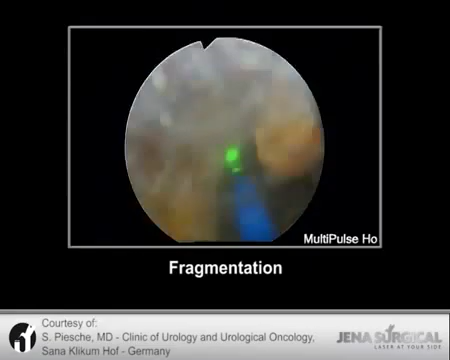 MultiPulse Ho
Fragmentation
Courtesy of:
S. Piesche, MD - Clinic of Urology and Urological Oncology,
Sana Klikum Hof - Germany
JENA SURGICAL
LASER AT YOUR SIDE